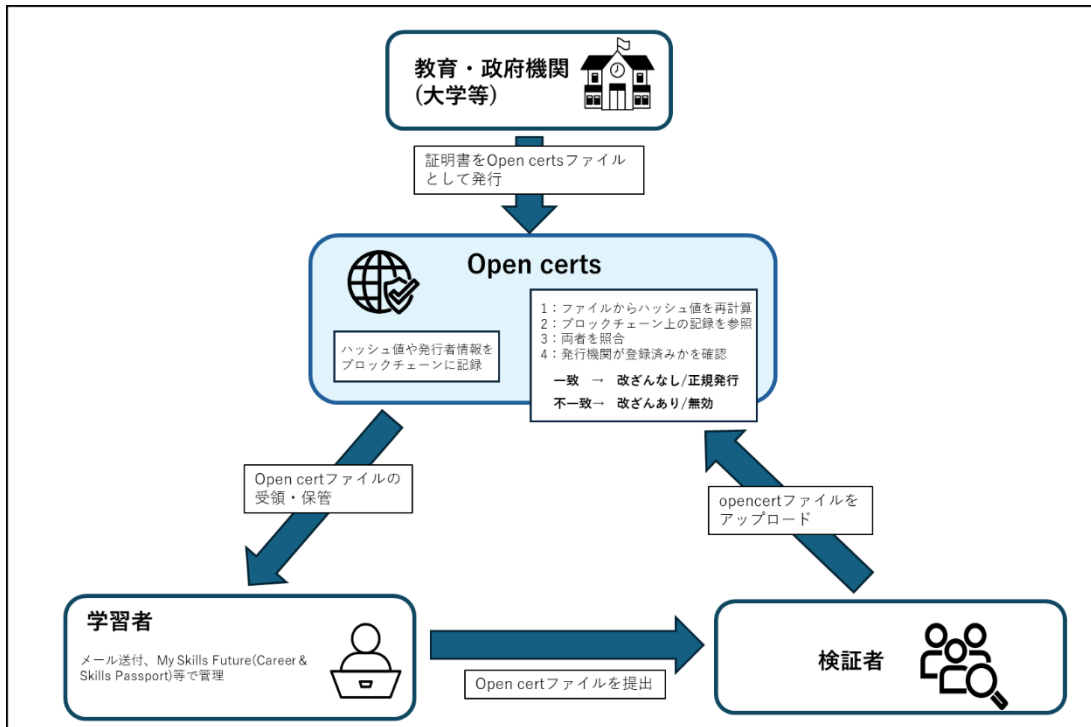 教育・政府機関
(大学等)
証明書をOpen certsファイル
として発行
Open certs
ハッシュ値や発行者情報を
ブロックチェーンに記録
1：ファイルからハッシュ値を再計算
2：ブロックチェーン上の記録を参照
3：両者を照合
4：発行機関が登録済みかを確認
一致　→　改ざんなし/正規発行
不一致→　改ざんあり/無効
Open certファイルの
受領・保管
opencertファイルを
アップロード
学習者
メール送付、My Skills Future(Career &
Skills Passport)等で管理
Open certファイルを提出
検証者